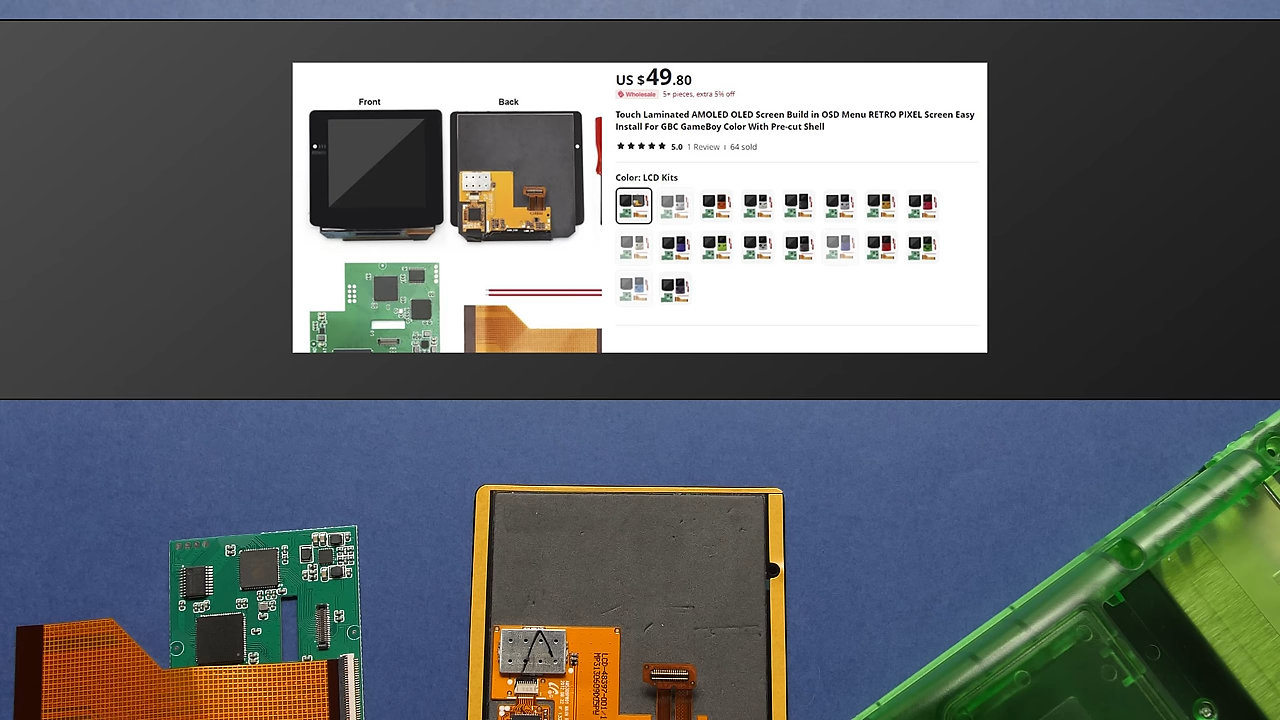 US $49.80
Wholesale 5+ pieces, extra 5% off
Front
Back
Touch Laminated AMOLED OLED Screen Build in OSD Menu RETRO PIXEL Screen Easy
Install For GBC GameBoy Color With Pre-cut Shell
5.0 1 Review 64 sold
Color: LCD Kits